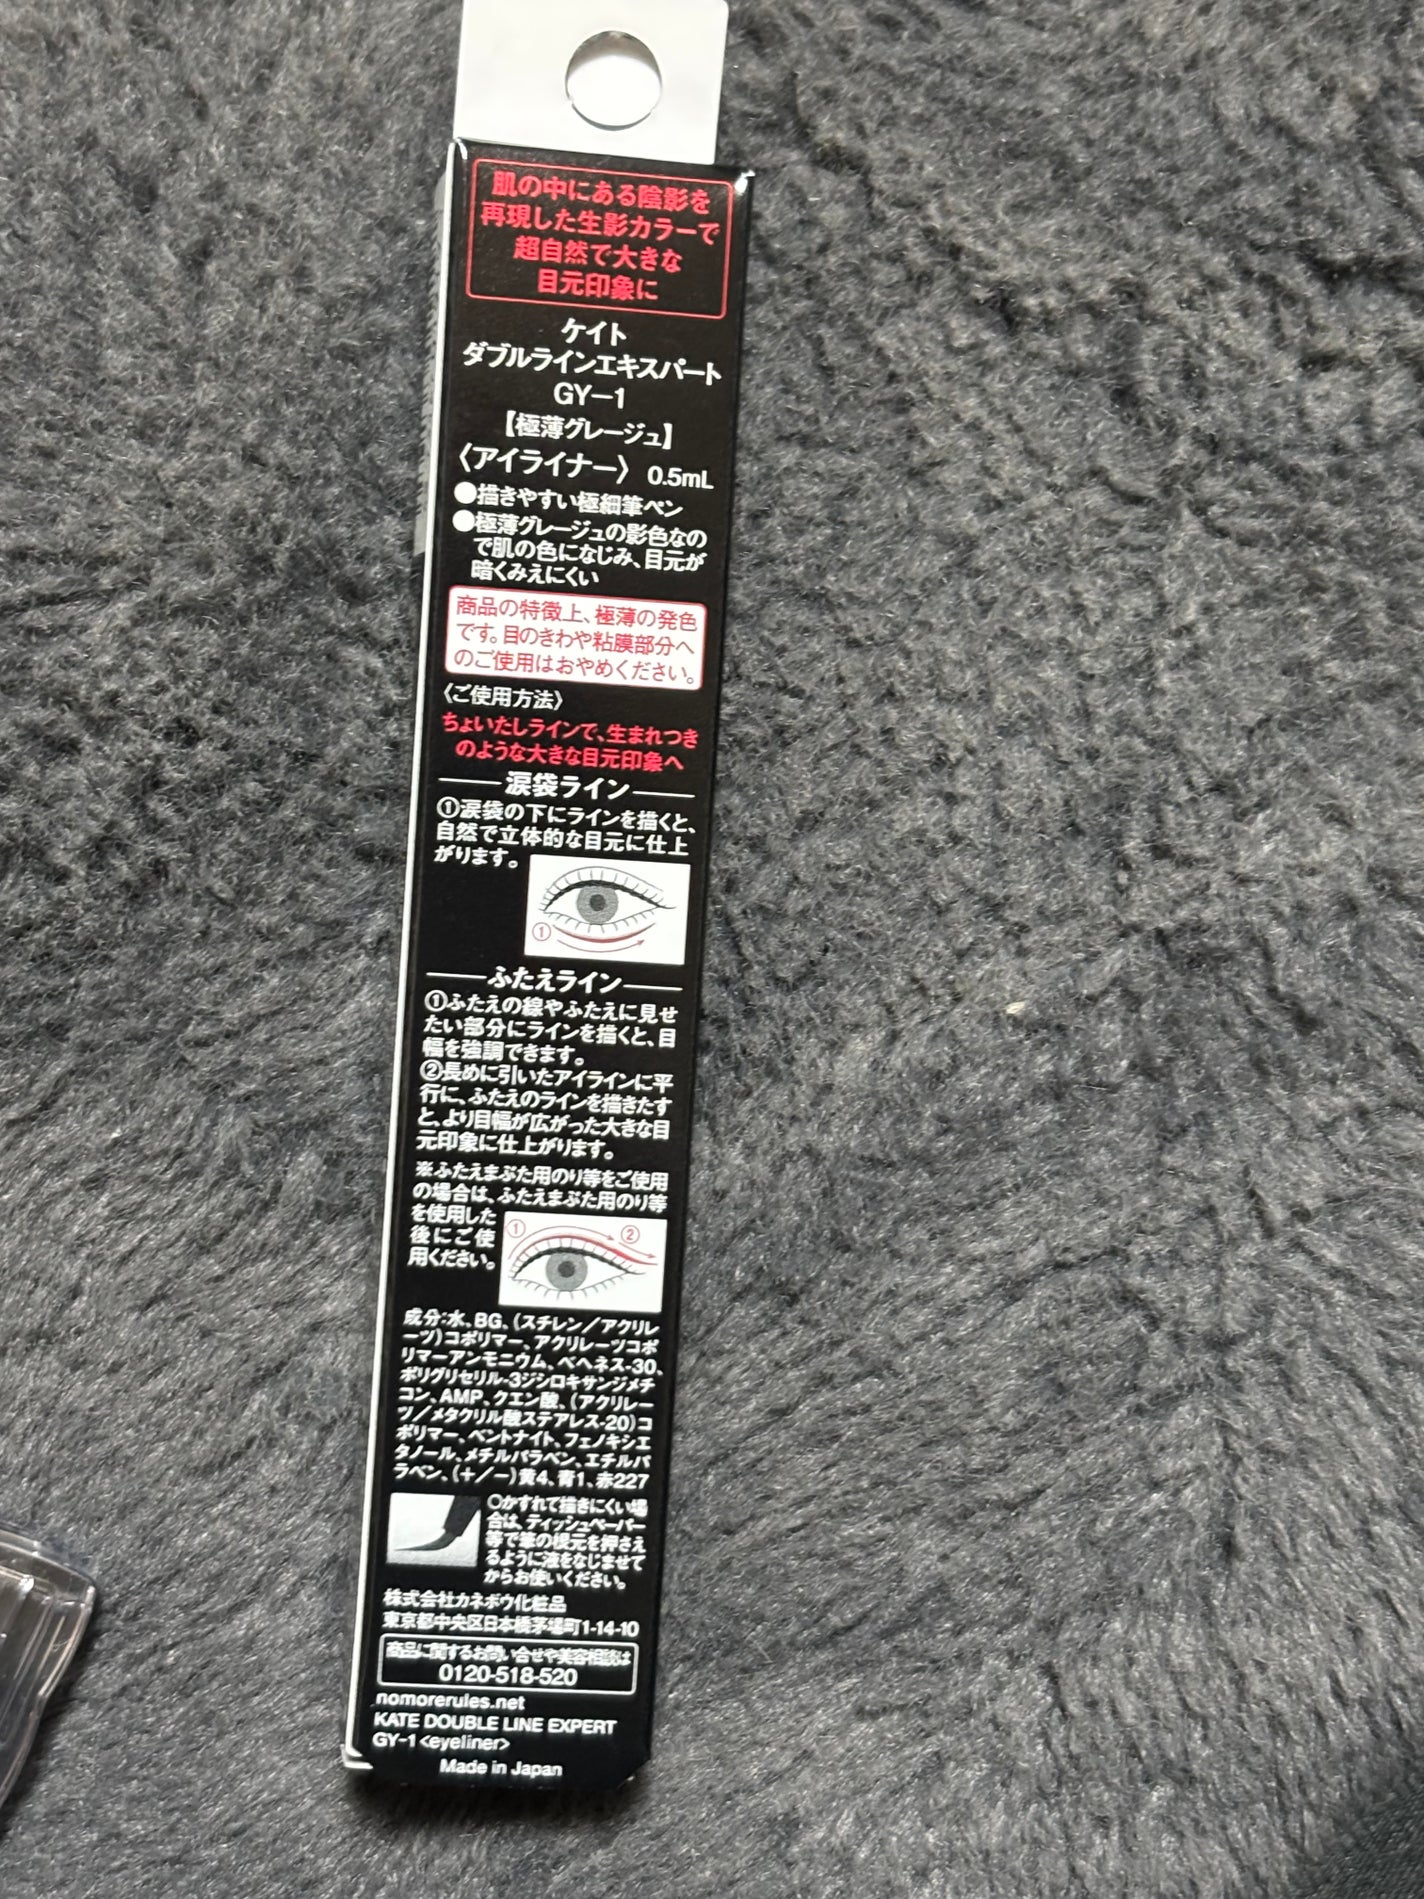 肌の中にある陰影を
再現した生影カラーで
超自然で大きな
目元印象に
ケイト
ダブルラインエキスパート
GY-1
【極薄グレージュ】
〈アイライナー〉 0.5mL
●描きやすい極細筆ペン
●極薄グレージュの影色なの
で肌の色になじみ、目元が
暗くみえにくい
商品の特徴上、極薄の発色
です。目のきわや粘膜部分へ
のご使用はおやめください。
〈ご使用方法〉
ちょいたしラインで、生まれつき
のような大きな目元印象へ
涙袋ライン
①涙袋の下にラインを描くと、
自然で立体的な目元に仕上
がります。
①
ふたえライン
①ふたえの線やふたえに見せ
たい部分にラインを描くと、目
幅を強調できます。
②長めに引いたアイラインに平
行に、ふたえのラインを描きたす
と、より目幅が広がった大きな目
元印象に仕上がります。
※ふたえまぶた用のり等をご使用
の場合は、ふたえまぶた用のり等
を使用した
後にご使
用ください。
① ②
成分:水、BG、(スチレン/アクリレ
ーツ)コポリマー、アクリレーツコポ
リマーアンモニウム、ベヘネス-30、
ポリグリセリル-3ジシロキサンジメチ
コン、AMP、クエン酸、(アクリレー
ツ/メタクリル酸ステアレス-20)コ
ポリマー、ベントナイト、フェノキシエ
タノール、メチルパラベン、エチルパ
ラベン、(+/-)黄4、青1、赤227
○かすれて描きにくい場
合は、ティッシュペーパー
等で筆の根元を押さえ
るように液をなじませて
からお使いください。
株式会社カネボウ化粧品
東京都中央区日本橋茅場町1-14-10
商品に関するお問い合せや美容相談は
0120-518-520
nomorerules.net
KATE DOUBLE LINE EXPERT
GY-1<eyeliner>
Made in Japan